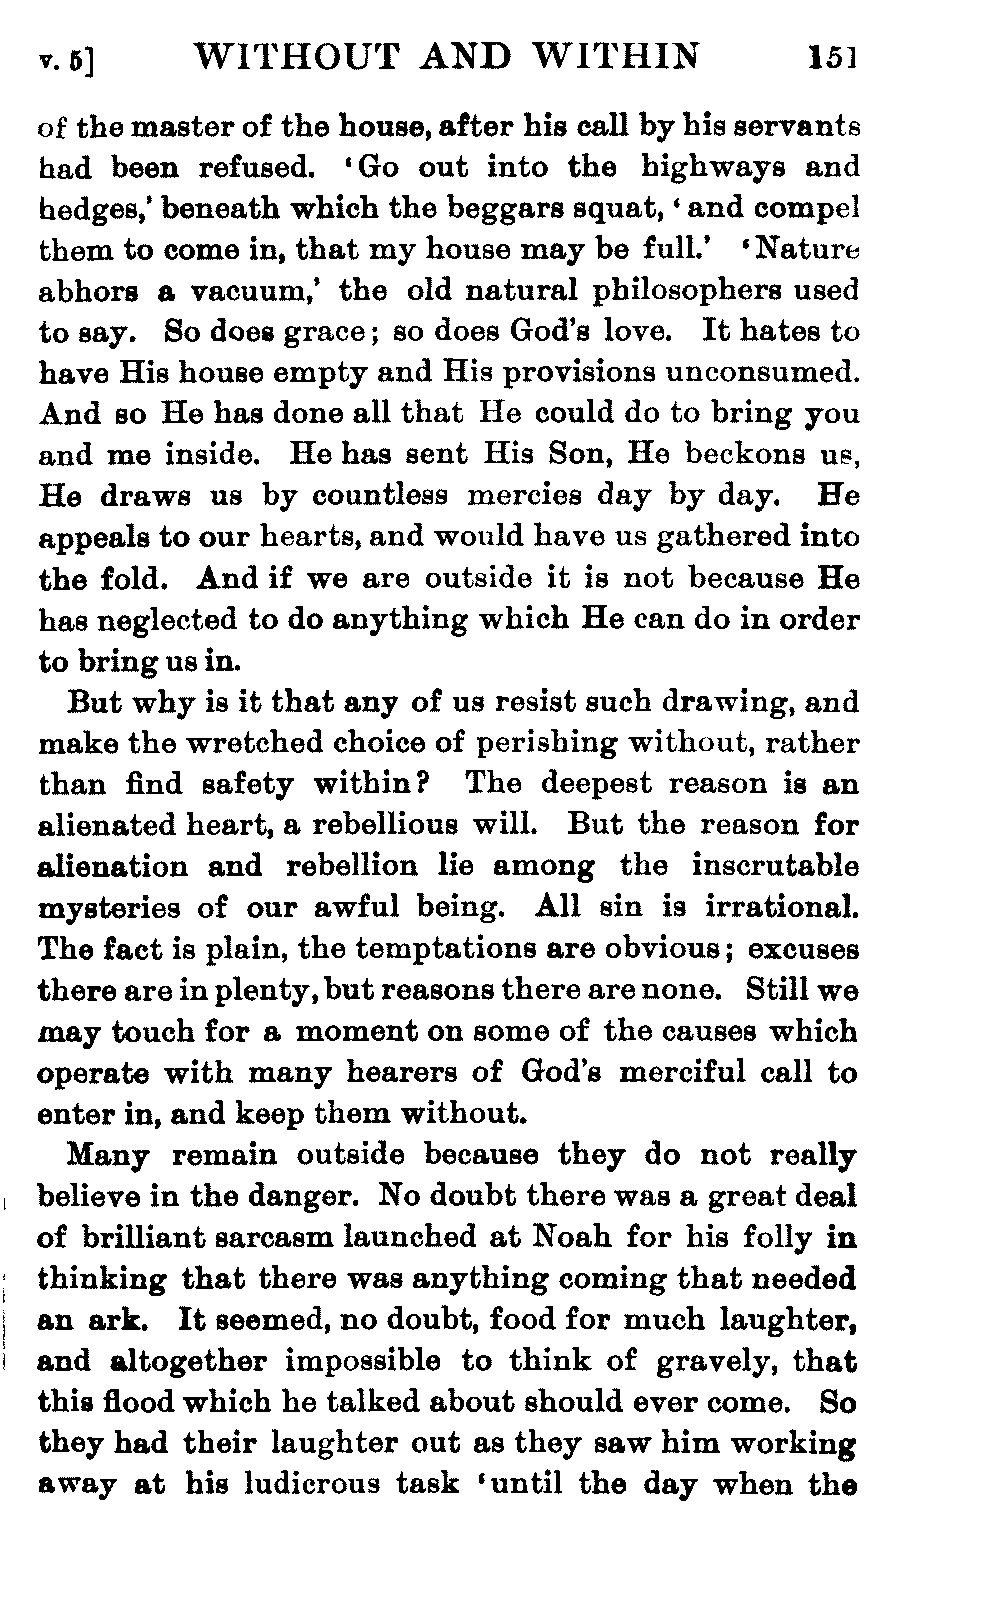 v. 5] WITHOUT AND WITHIN 151
of the master of the house, after his call by his servants
had been refused. ‘Go out into the highways and
hedges,’ beneath which the beggars squat, ‘and compel
them to come in, that my house may be full.’ ‘Nature
abhors a vacuum,’ the old natural philosophers used
to say. So does grace; so does God’s love. It hates to
have His house empty and His provisions unconsumed.
And so He has done all that He could do to bring you
and me inside. He has sent His Son, He beckons us,
He draws us by countless mercies day by day. He
appeals to our hearts, and would have us gathered into
the fold. And if we are outside it is not because He
has neglected to do anything which He can do in order
to bring us in.
But why is it that any of us resist such drawing, and
make the wretched choice of perishing without, rather
than find safety within? The deepest reason is an
alienated heart, a rebellious will. But the reason for
alienation and rebellion lie among the inscrutable
mysteries of our awful being. All sin is irrational.
The fact is plain, the temptations are obvious; excuses
there are in plenty, but reasons there are none. Still we
may touch for a moment on some of the causes which
operate with many hearers of God’s merciful call to
enter in, and keep them without.
Many remain outside because they do not really
believe in the danger. No doubt there was a great deal
of brilliant sarcasm launched at Noah for his folly in
thinking that there was anything coming that needed
an ark. It seemed, no doubt, food for much laughter,
and altogether impossible to think of gravely, that
this flood which he talked about should ever come. So
they had their laughter out as they saw him working
away at his ludicrous task ‘until the day when the